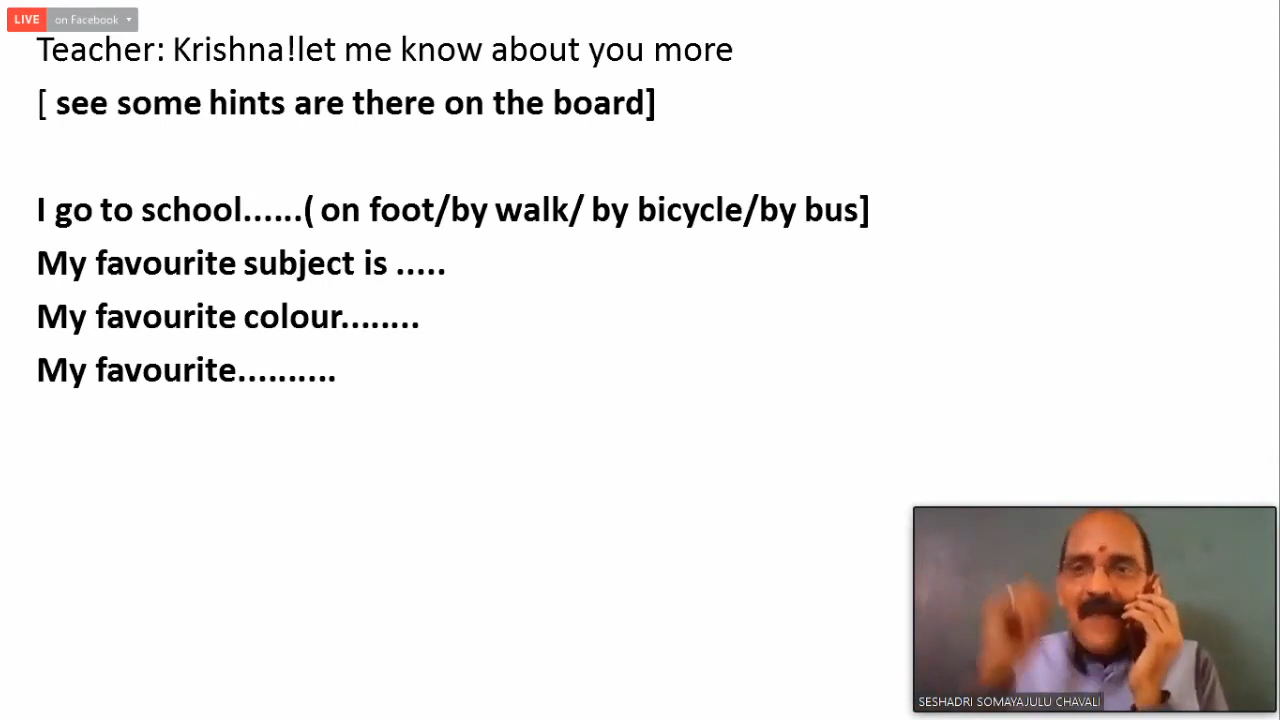 LIVE on Facebook
Teacher: Krishna!let me know about you more
[ see some hints are there on the board]
I go to school......( on foot/by walk/ by bicycle/by bus]
My favourite subject is .....
My favourite colour........
My favourite..........
SESHADRI SOMAYAJULU CHAVALI